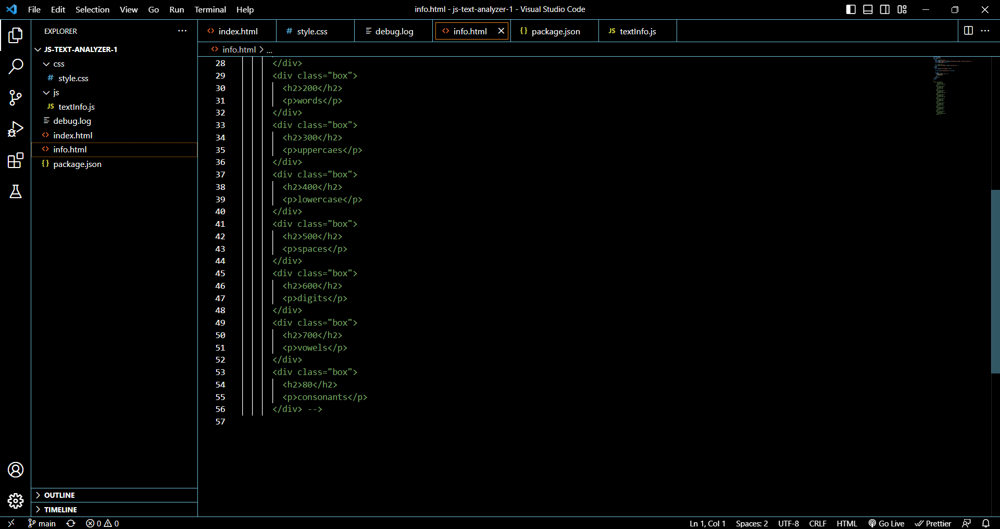 File Edit Selection View Go Run Terminal Help
info.html - js-text-analyzer-1 - Visual Studio Code
EXPLORER
JS-TEXT-ANALYZER-1
css
# style.css
js
JS textInfo.js
debug.log
<> index.html
<> info.html
{} package.json
OUTLINE
TIMELINE
<> index.html
# style.css
debug.log
<> info.html
{} package.json
JS textInfo.js
<> info.html > ...
28 </div>
29 <div class="box">
30 <h2>200</h2>
31 <p>words</p>
32 </div>
33 <div class="box">
34 <h2>300</h2>
35 <p>uppercaes</p>
36 </div>
37 <div class="box">
38 <h2>400</h2>
39 <p>lowercase</p>
40 </div>
41 <div class="box">
42 <h2>500</h2>
43 <p>spaces</p>
44 </div>
45 <div class="box">
46 <h2>600</h2>
47 <p>digits</p>
48 </div>
49 <div class="box">
50 <h2>700</h2>
51 <p>vowels</p>
52 </div>
53 <div class="box">
54 <h2>80</h2>
55 <p>consonants</p>
56 </div> -->
57
main 0 0
Ln 1, Col 1 Spaces: 2 UTF-8 CRLF HTML Go Live Prettier